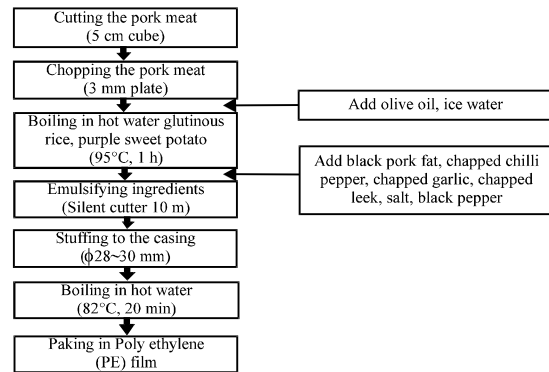 Cutting the pork meat
(5 cm cube)
Chopping the pork meat
(3 mm plate)
Add olive oil, ice water
Boiling in hot water glutinous
rice, purple sweet potato
(95°C, 1 h)
Add black pork fat, chapped chilli
pepper, chapped garlic, chapped
leek, salt, black pepper
Emulsifying ingredients
(Silent cutter 10 m)
Stuffing to the casing
(ϕ28~30 mm)
Boiling in hot water
(82°C, 20 min)
Paking in Poly ethylene
(PE) film